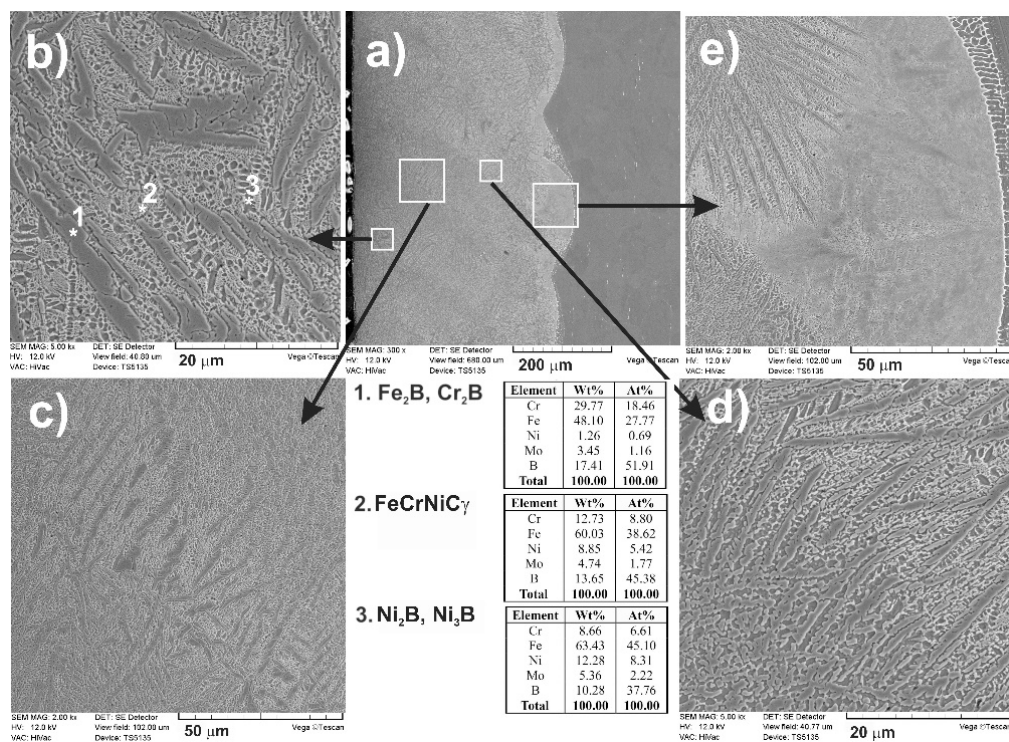 b)
1
2
3
SEM MAG: 5.00 kx
DET: SE Detector
HV: 12.0 kV
View field: 40.80 um
20 μm
VAC: HiVac
Device: TS5135
Vega ©Tescan
a)
SEM MAG: 300 x
DET: SE Detector
HV: 12.0 kV
View field: 680.00 um
200 μm
VAC: HiVac
Device: TS5135
Vega ©Tescan
e)
SEM MAG: 2.00 kx
DET: SE Detector
HV: 12.0 kV
View field: 102.00 um
50 μm
VAC: HiVac
Device: TS5135
Vega ©Tescan
c)
SEM MAG: 2.00 kx
DET: SE Detector
HV: 12.0 kV
View field: 102.00 um
50 μm
VAC: HiVac
Device: TS5135
Vega ©Tescan
1. Fe₂B, Cr₂B
Element Wt% At%
Cr 29.77 18.46
Fe 48.10 27.77
Ni 1.26 0.69
Mo 3.45 1.16
B 17.41 51.91
Total 100.00 100.00
2. FeCrNiCγ
Element Wt% At%
Cr 12.73 8.80
Fe 60.03 38.62
Ni 8.85 5.42
Mo 4.74 1.77
B 13.65 45.38
Total 100.00 100.00
3. Ni₂B, Ni₃B
Element Wt% At%
Cr 8.66 6.61
Fe 63.43 45.10
Ni 12.28 8.31
Mo 5.36 2.22
B 10.28 37.76
Total 100.00 100.00
d)
SEM MAG: 5.00 kx
DET: SE Detector
HV: 12.0 kV
View field: 40.77 um
20 μm
VAC: HiVac
Device: TS5135
Vega ©Tescan